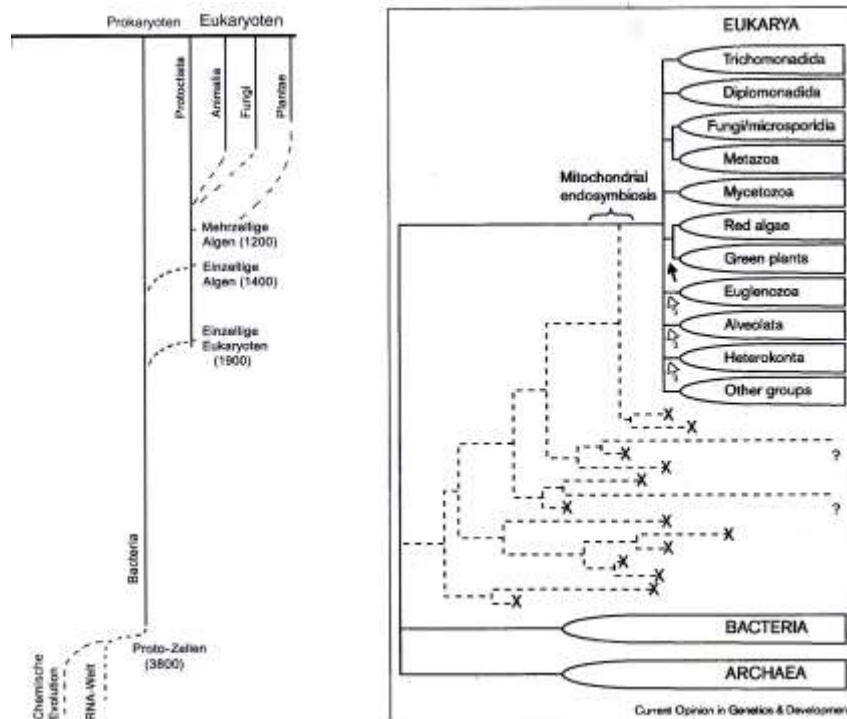 Prokaryoten
Eukaryoten
Protoctista
Animalia
Fungi
Plantae
Mehrzellige
Algen (1200)
Einzellige
Algen (1400)
Einzellige
Eukaryoten
(1900)
Bacteria
Proto-Zellen
(3800)
Chemische
Evolution
RNA-Welt
EUKARYA
Trichomonadida
Diplomonadida
Fungi/microsporidia
Metazoa
Mitochondrial
endosymbiosis
Mycetozoa
Red algae
Green plants
Euglenozoa
Alveolata
Heterokonta
Other groups
X
X
?
X
X
X
?
X
X
X
X
X
X
X
X
BACTERIA
ARCHAEA
Current Opinion in Genetics & Development